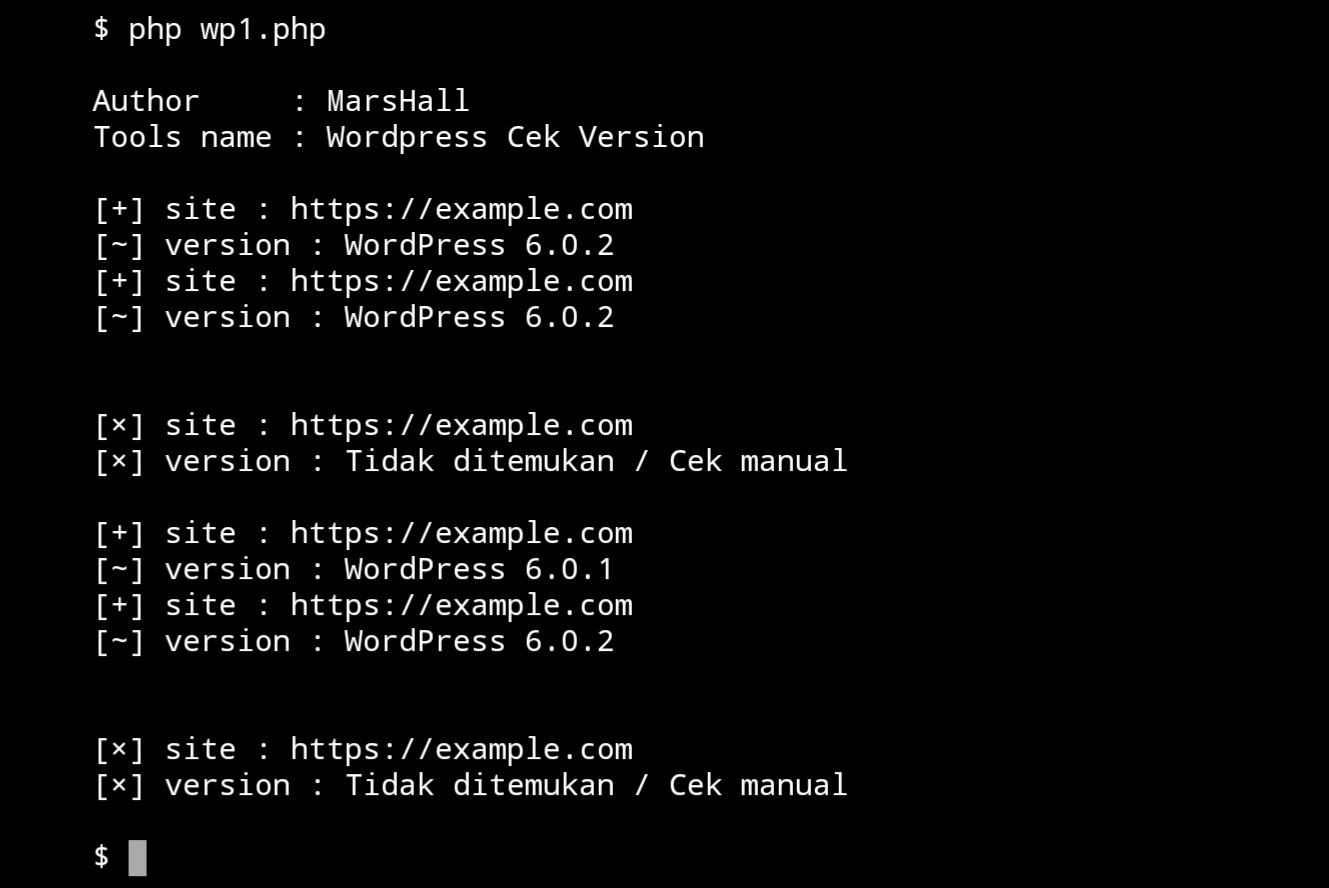 $ php wp1.php
Author     : MarsHall
Tools name : Wordpress Cek Version
[+] site : https://example.com
[~] version : WordPress 6.0.2
[+] site : https://example.com
[~] version : WordPress 6.0.2
[×] site : https://example.com
[×] version : Tidak ditemukan / Cek manual
[+] site : https://example.com
[~] version : WordPress 6.0.1
[+] site : https://example.com
[~] version : WordPress 6.0.2
[×] site : https://example.com
[×] version : Tidak ditemukan / Cek manual
$